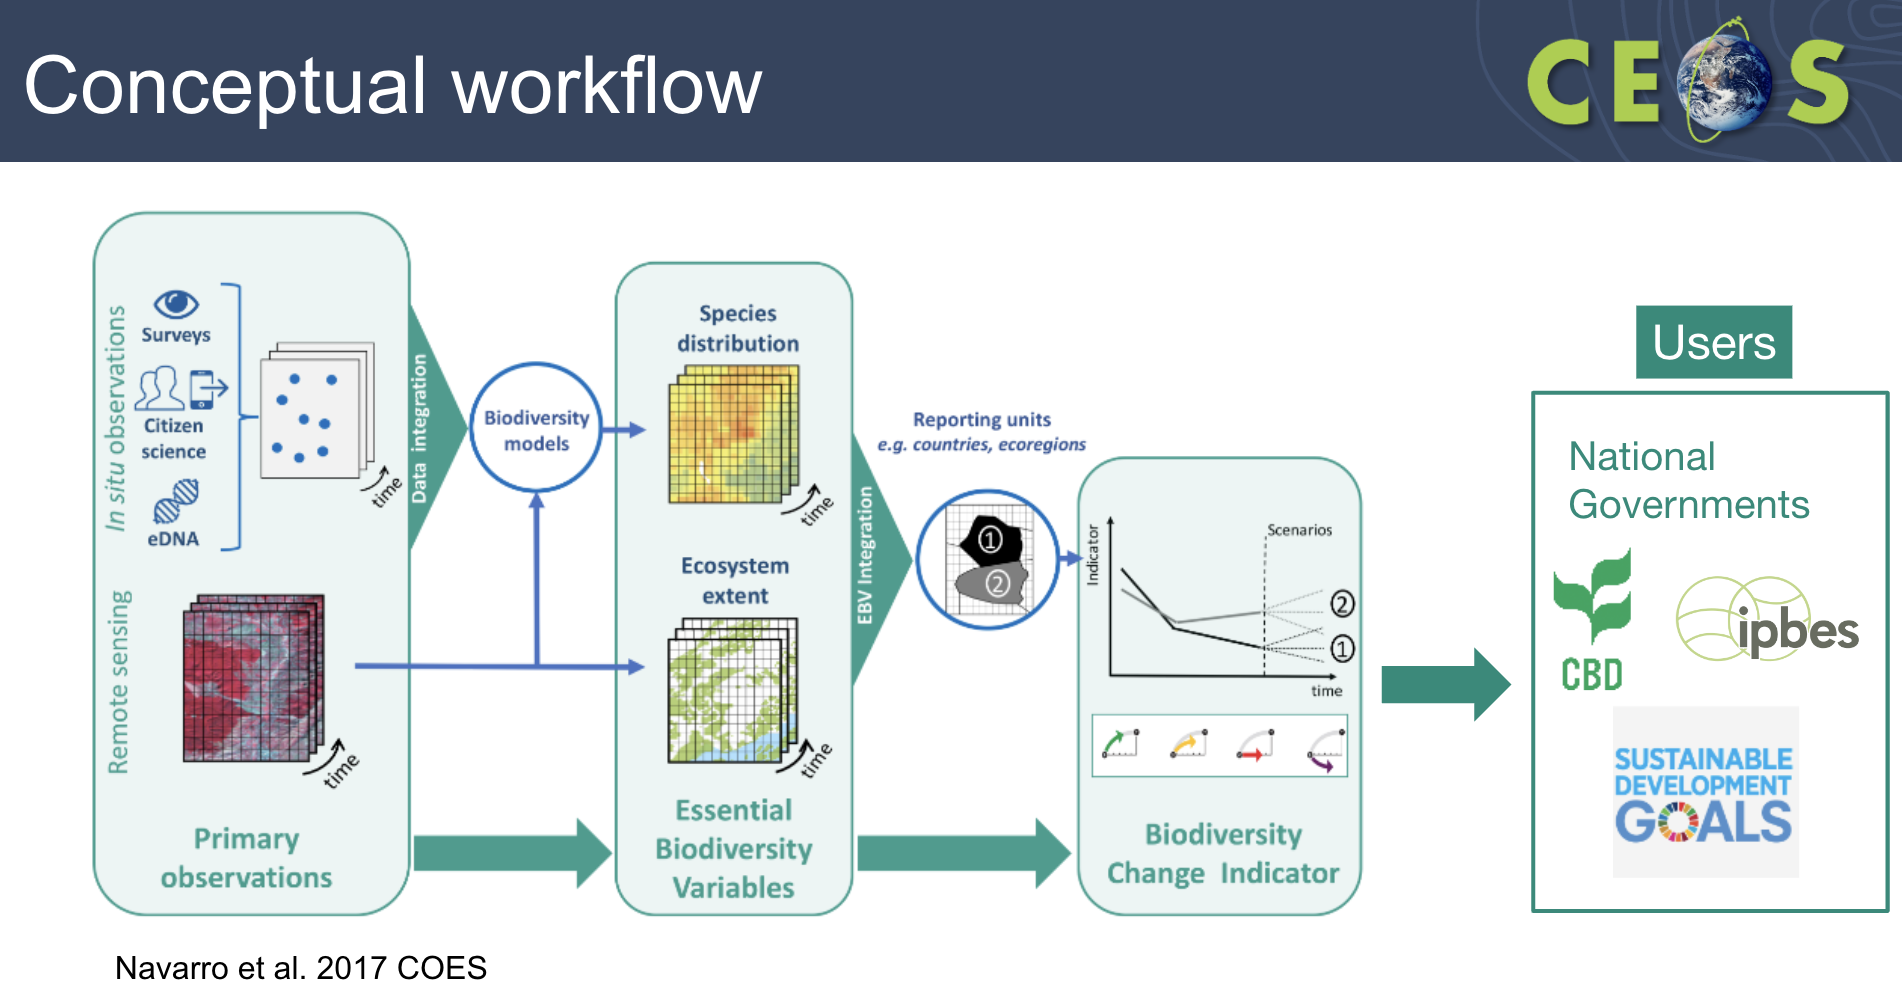 Conceptual workflow
CEOS
In situ observations
Surveys
Citizen
science
eDNA
time
Remote sensing
time
Primary
observations
Data integration
Biodiversity
models
Species
distribution
time
Ecosystem
extent
time
Essential
Biodiversity
Variables
EBV Integration
Reporting units
e.g. countries, ecoregions
1
2
Indicator
Scenarios
2
1
time
Biodiversity
Change Indicator
Users
National
Governments
CBD
ipbes
SUSTAINABLE
DEVELOPMENT
GOALS
Navarro et al. 2017 COES